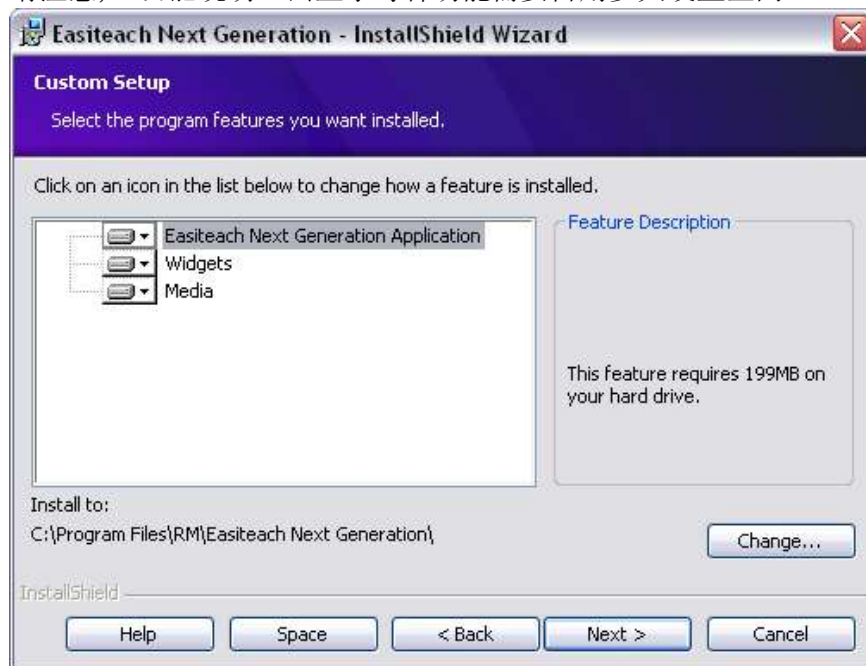 Easiteach Next Generation - InstallShield Wizard
Custom Setup
Select the program features you want installed.
Click on an icon in the list below to change how a feature is installed.
Easiteach Next Generation Application
Widgets
Media
Feature Description
This feature requires 199MB on
your hard drive.
Install to:
C:\Program Files\RM\Easiteach Next Generation\
Change...
InstallShield
Help
Space
< Back
Next >
Cancel